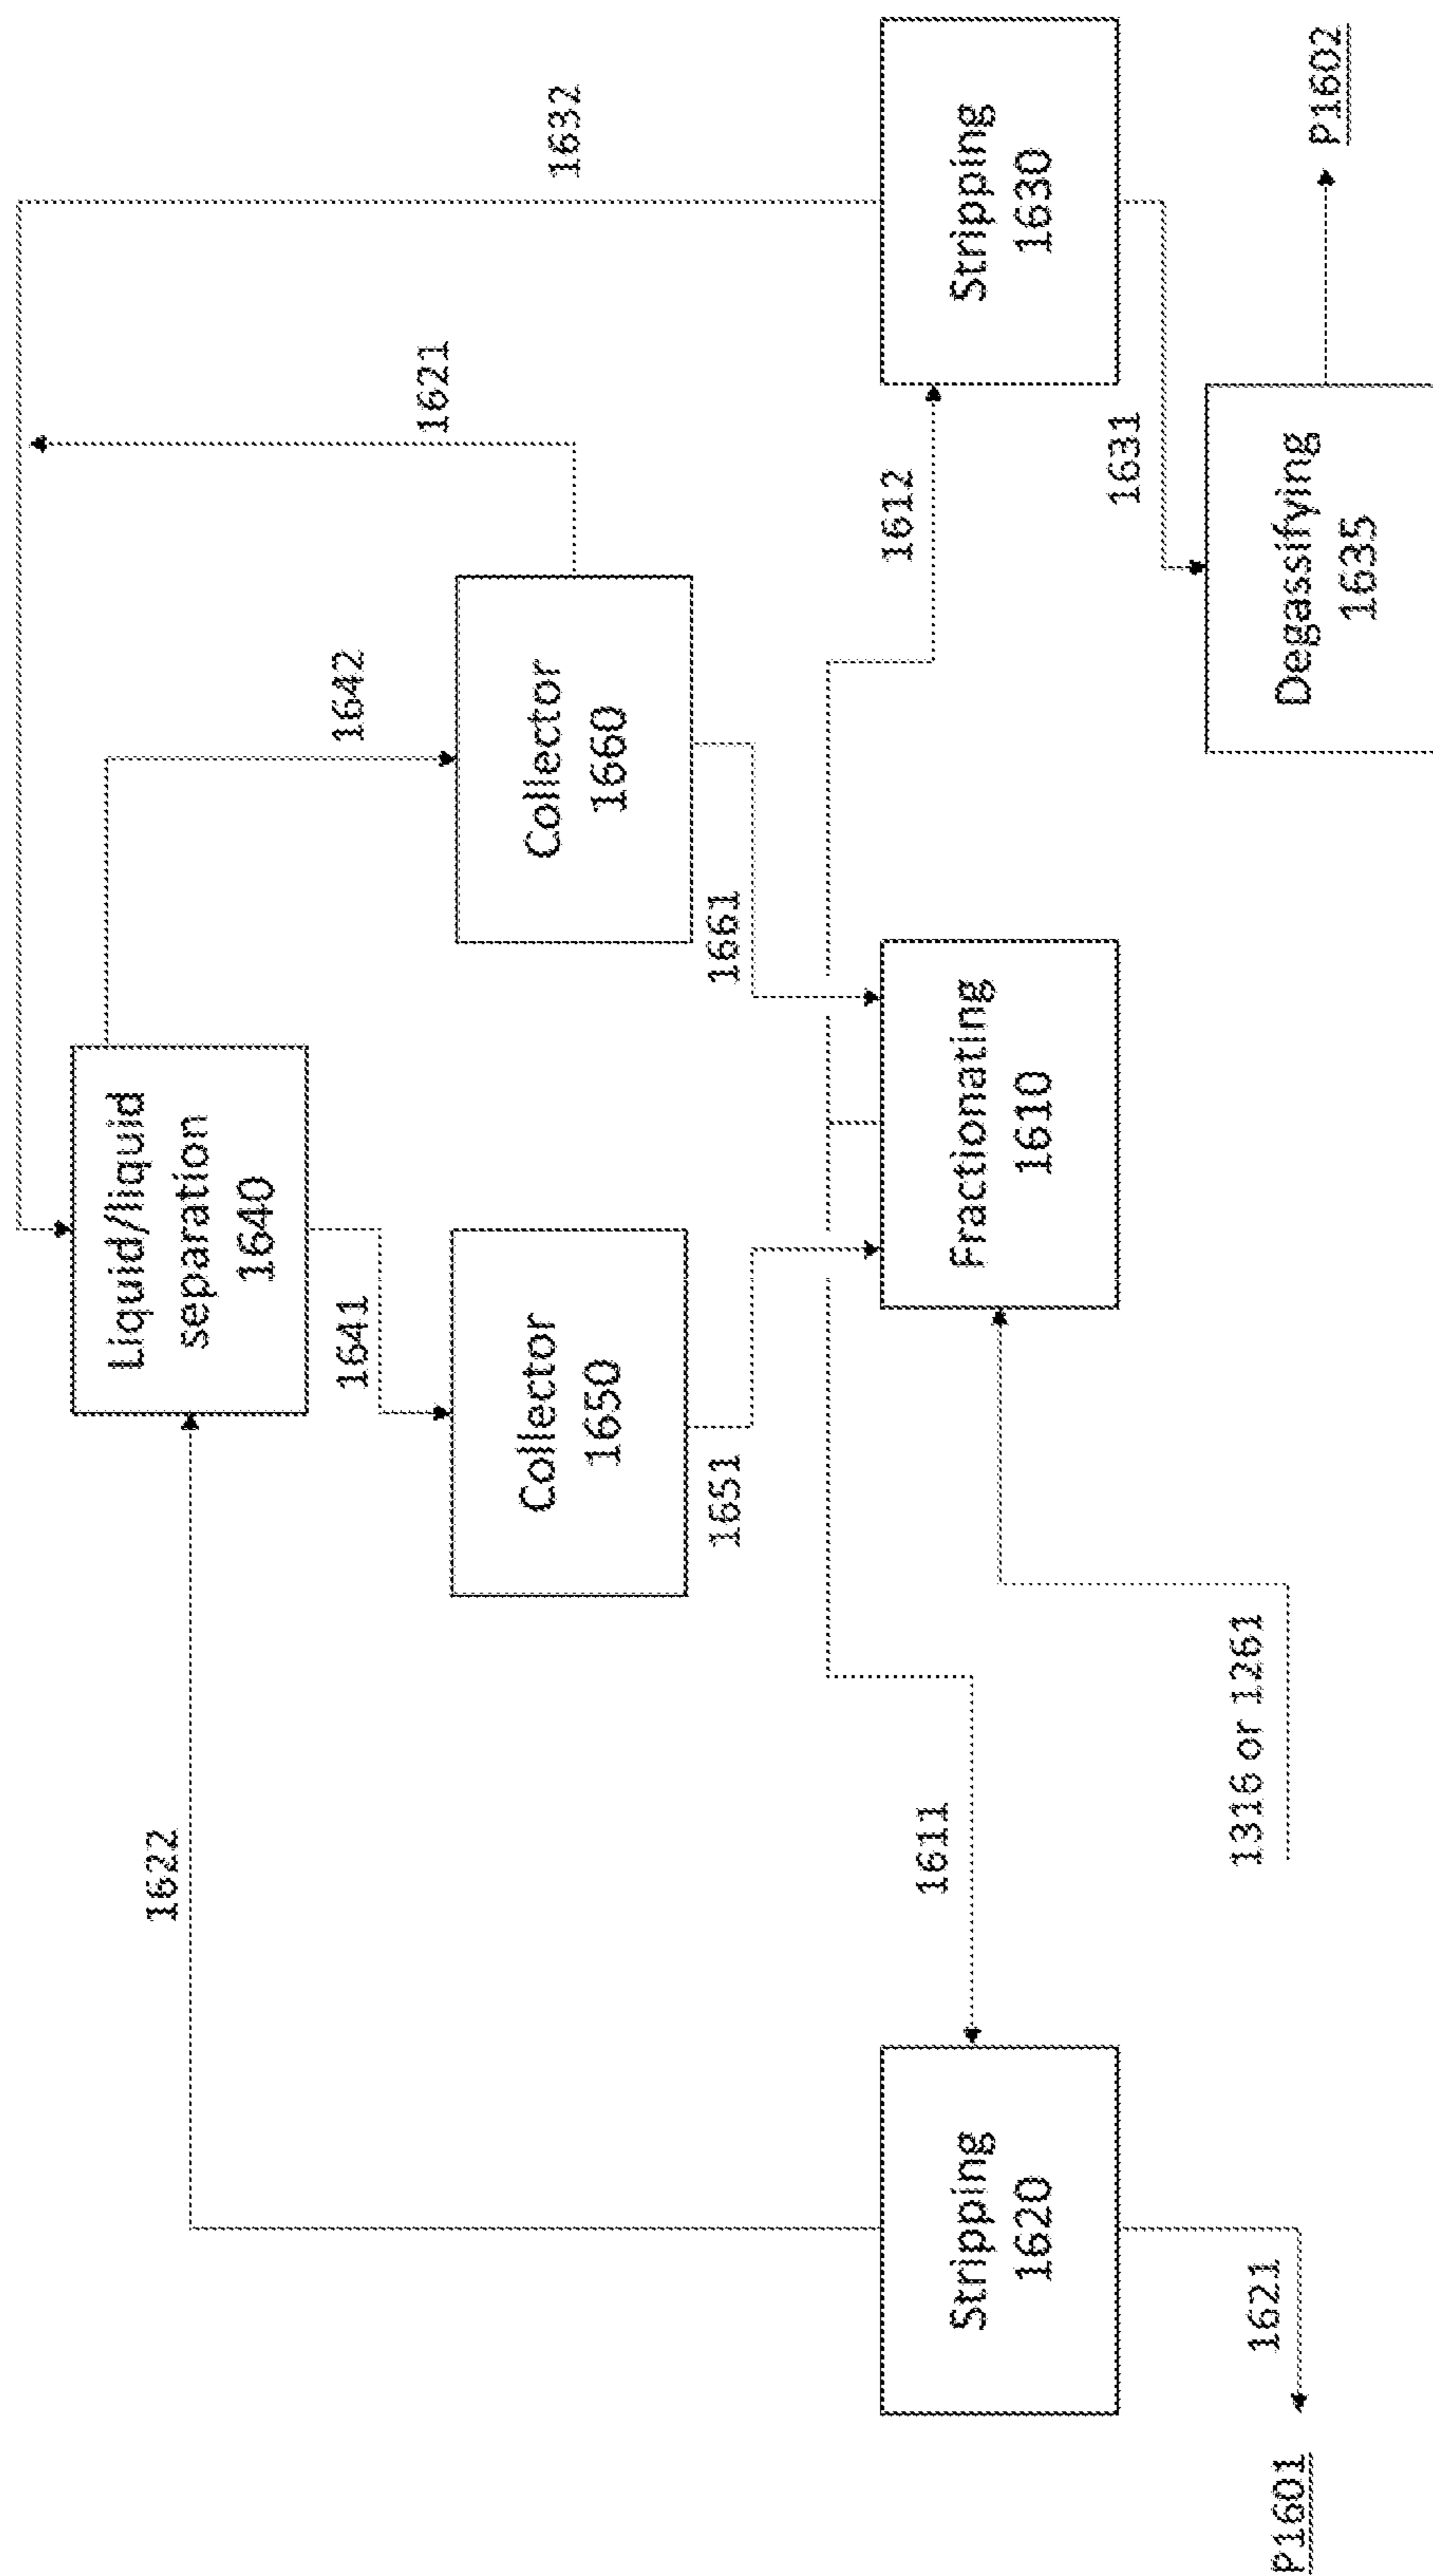 1632
1621
1642
1622
Liquid/liquid
separation
1640
1641
Collector
1650
Collector
1660
1651
1661
1612
1611
Stripping
1620
Fractionating
1610
Stripping
1630
1631
1621
P1601
1316 or 1261
Degassifying
1635
P1602